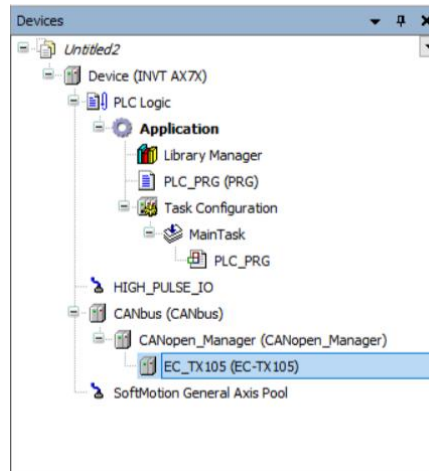 Devices
Untitled2
Device (INVT AX7X)
PLC Logic
Application
Library Manager
PLC_PRG (PRG)
Task Configuration
MainTask
PLC_PRG
HIGH_PULSE_IO
CANbus (CANbus)
CANopen_Manager (CANopen_Manager)
EC_TX105 (EC-TX105)
SoftMotion General Axis Pool